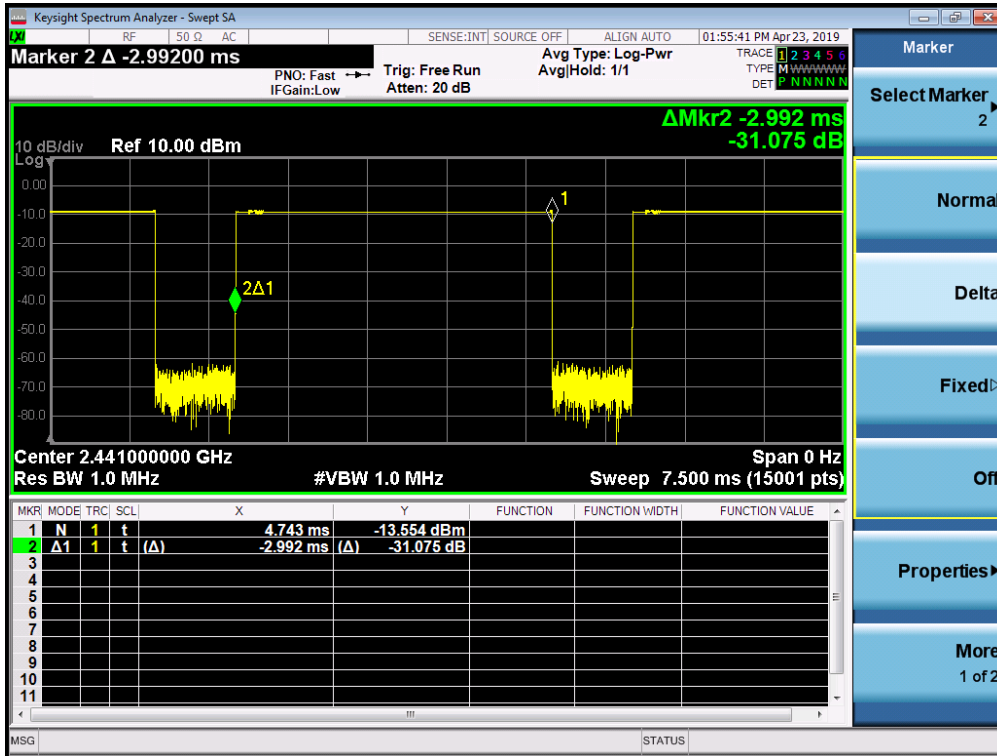 Keysight Spectrum Analyzer - Swept SA
LXI RF 50 Ω AC SENSE:INT SOURCE OFF ALIGN AUTO 01:55:41 PM Apr 23, 2019
Marker 2 Δ -2.99200 ms
PNO: Fast
IFGain:Low
Trig: Free Run
Atten: 20 dB
Avg Type: Log-Pwr
Avg|Hold: 1/1
TRACE 1 2 3 4 5 6
TYPE M WWWWW
DET P N N N N N
ΔMkr2 -2.992 ms
-31.075 dB
10 dB/div Ref 10.00 dBm
Log
0.00
-10.0
-20.0
-30.0
-40.0
-50.0
-60.0
-70.0
-80.0
1
2Δ1
Center 2.441000000 GHz Span 0 Hz
Res BW 1.0 MHz #VBW 1.0 MHz Sweep 7.500 ms (15001 pts)
MKR MODE TRC SCL X Y FUNCTION FUNCTION WIDTH FUNCTION VALUE
1 N 1 t 4.743 ms -13.554 dBm
2 Δ1 1 t (Δ) -2.992 ms (Δ) -31.075 dB
3
4
5
6
7
8
9
10
11
MSG STATUS
Marker
Select Marker
2
Normal
Delta
Fixed
Off
Properties
More
1 of 2